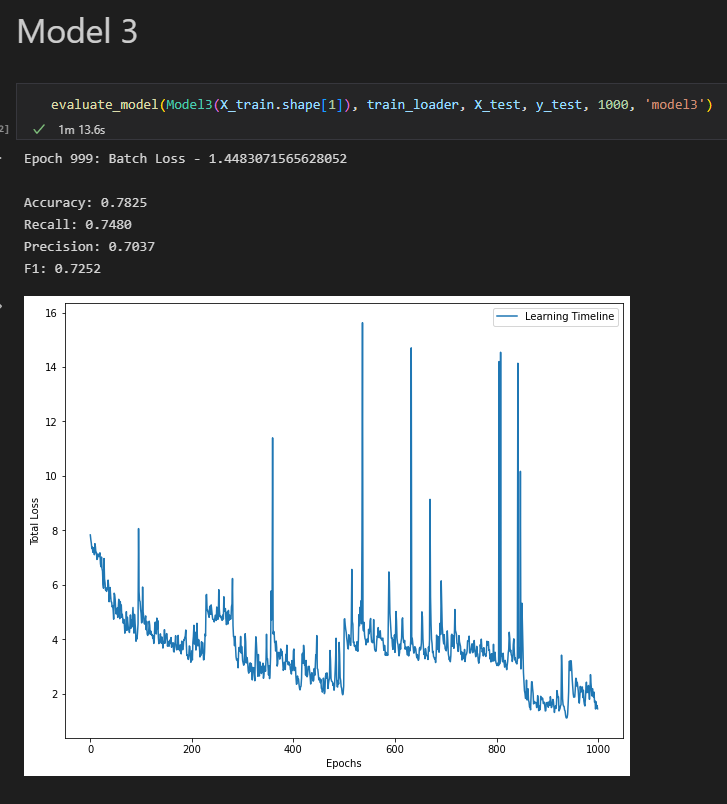 Model 3
evaluate_model(Model3(X_train.shape[1]), train_loader, X_test, y_test, 1000, 'model3')
2]
1m 13.6s
Epoch 999: Batch Loss - 1.4483071565628052
Accuracy: 0.7825
Recall: 0.7480
Precision: 0.7037
F1: 0.7252
Learning Timeline
16
14
12
10
8
6
4
2
Total Loss
0 200 400 600 800 1000
Epochs